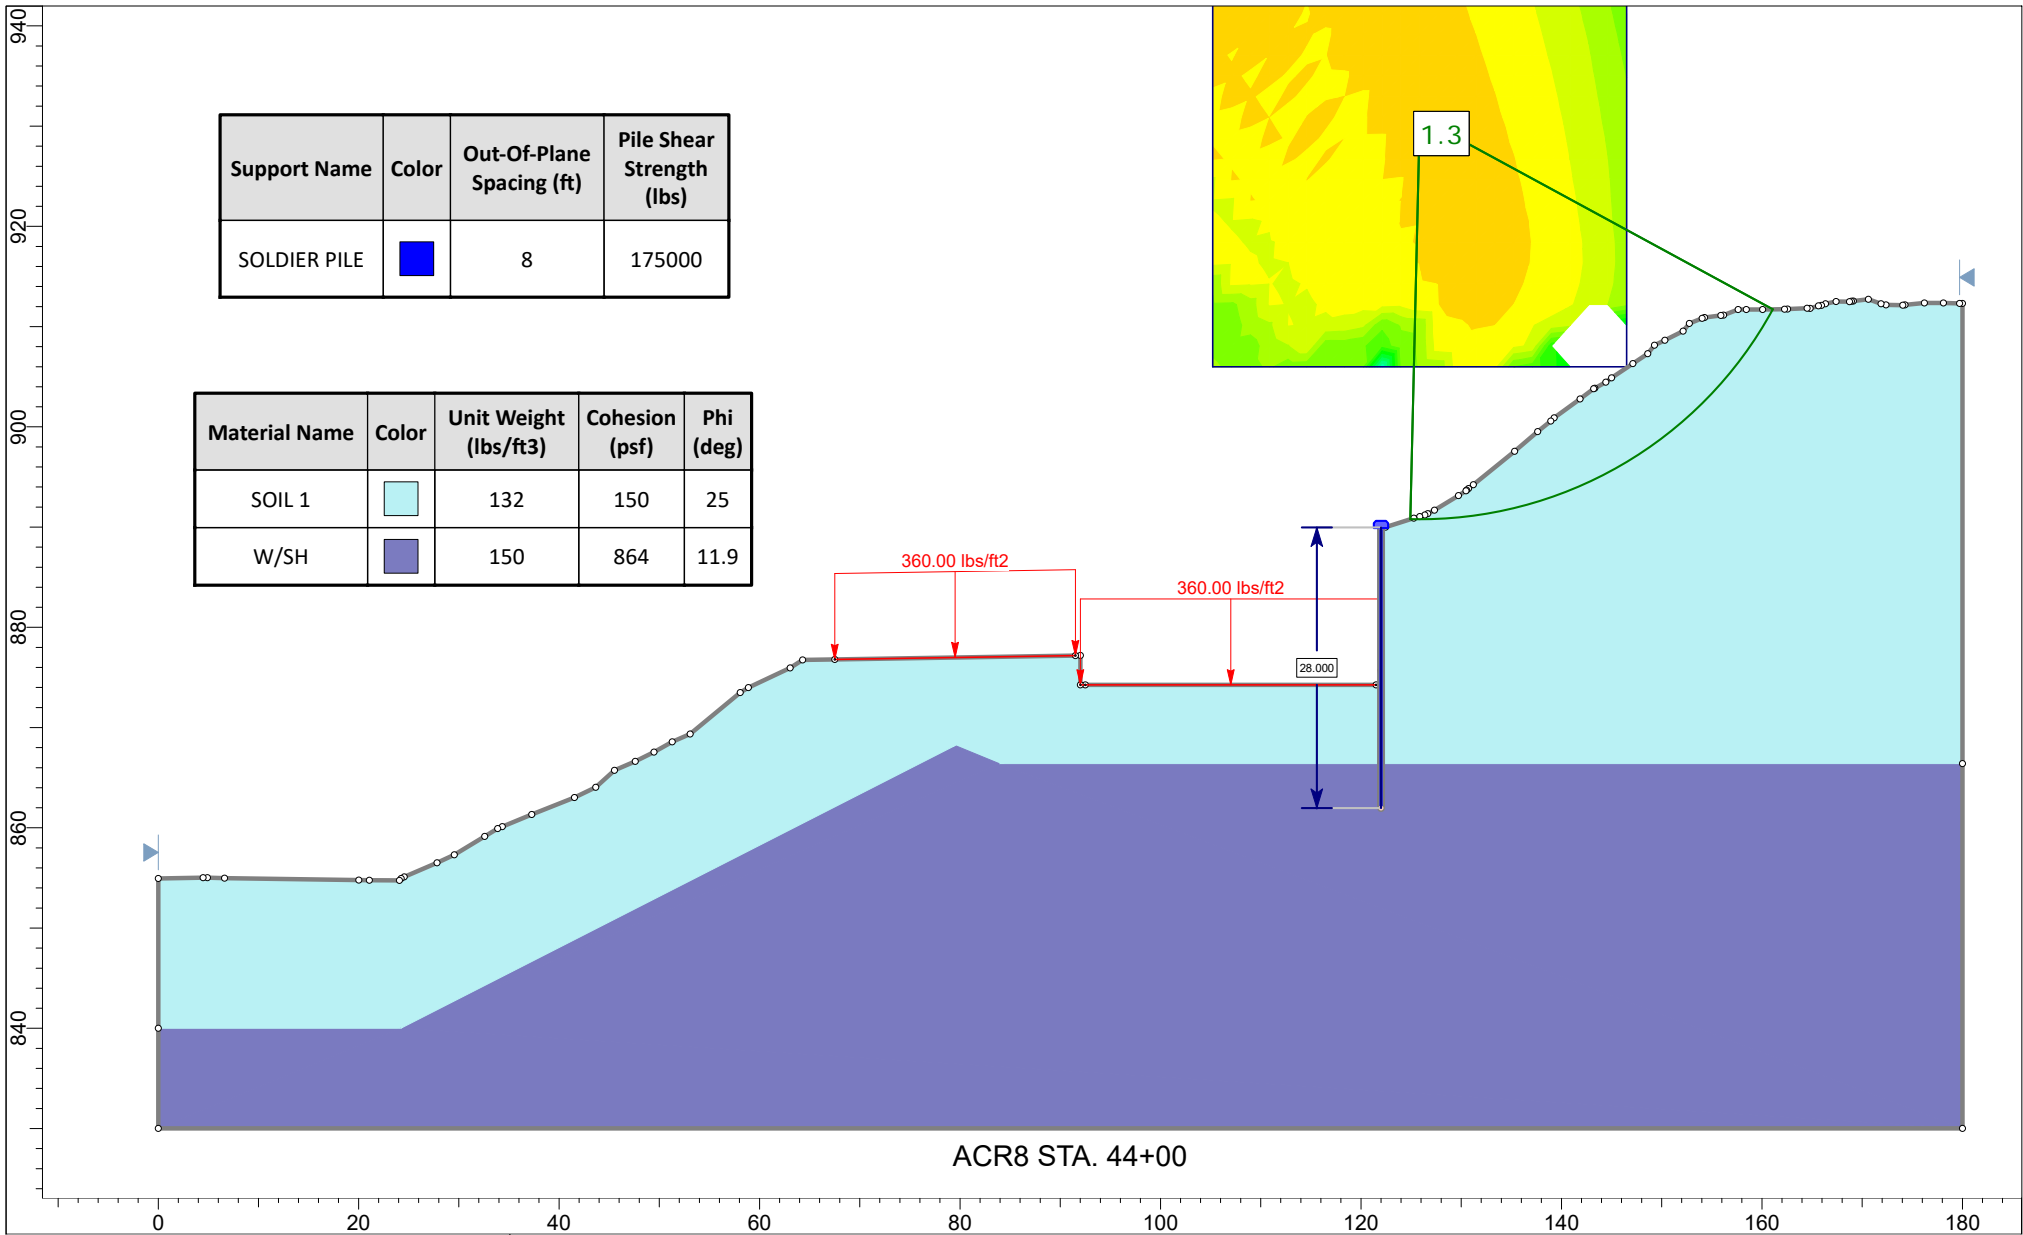 940
920
900
880
860
840
Support Name Color Out-Of-Plane Spacing (ft) Pile Shear Strength (lbs)
SOLDIER PILE 8 175000
Material Name Color Unit Weight (lbs/ft3) Cohesion (psf) Phi (deg)
SOIL 1 132 150 25
W/SH 150 864 11.9
1.3
360.00 lbs/ft2
360.00 lbs/ft2
28.000
ACR8 STA. 44+00
0 20 40 60 80 100 120 140 160 180